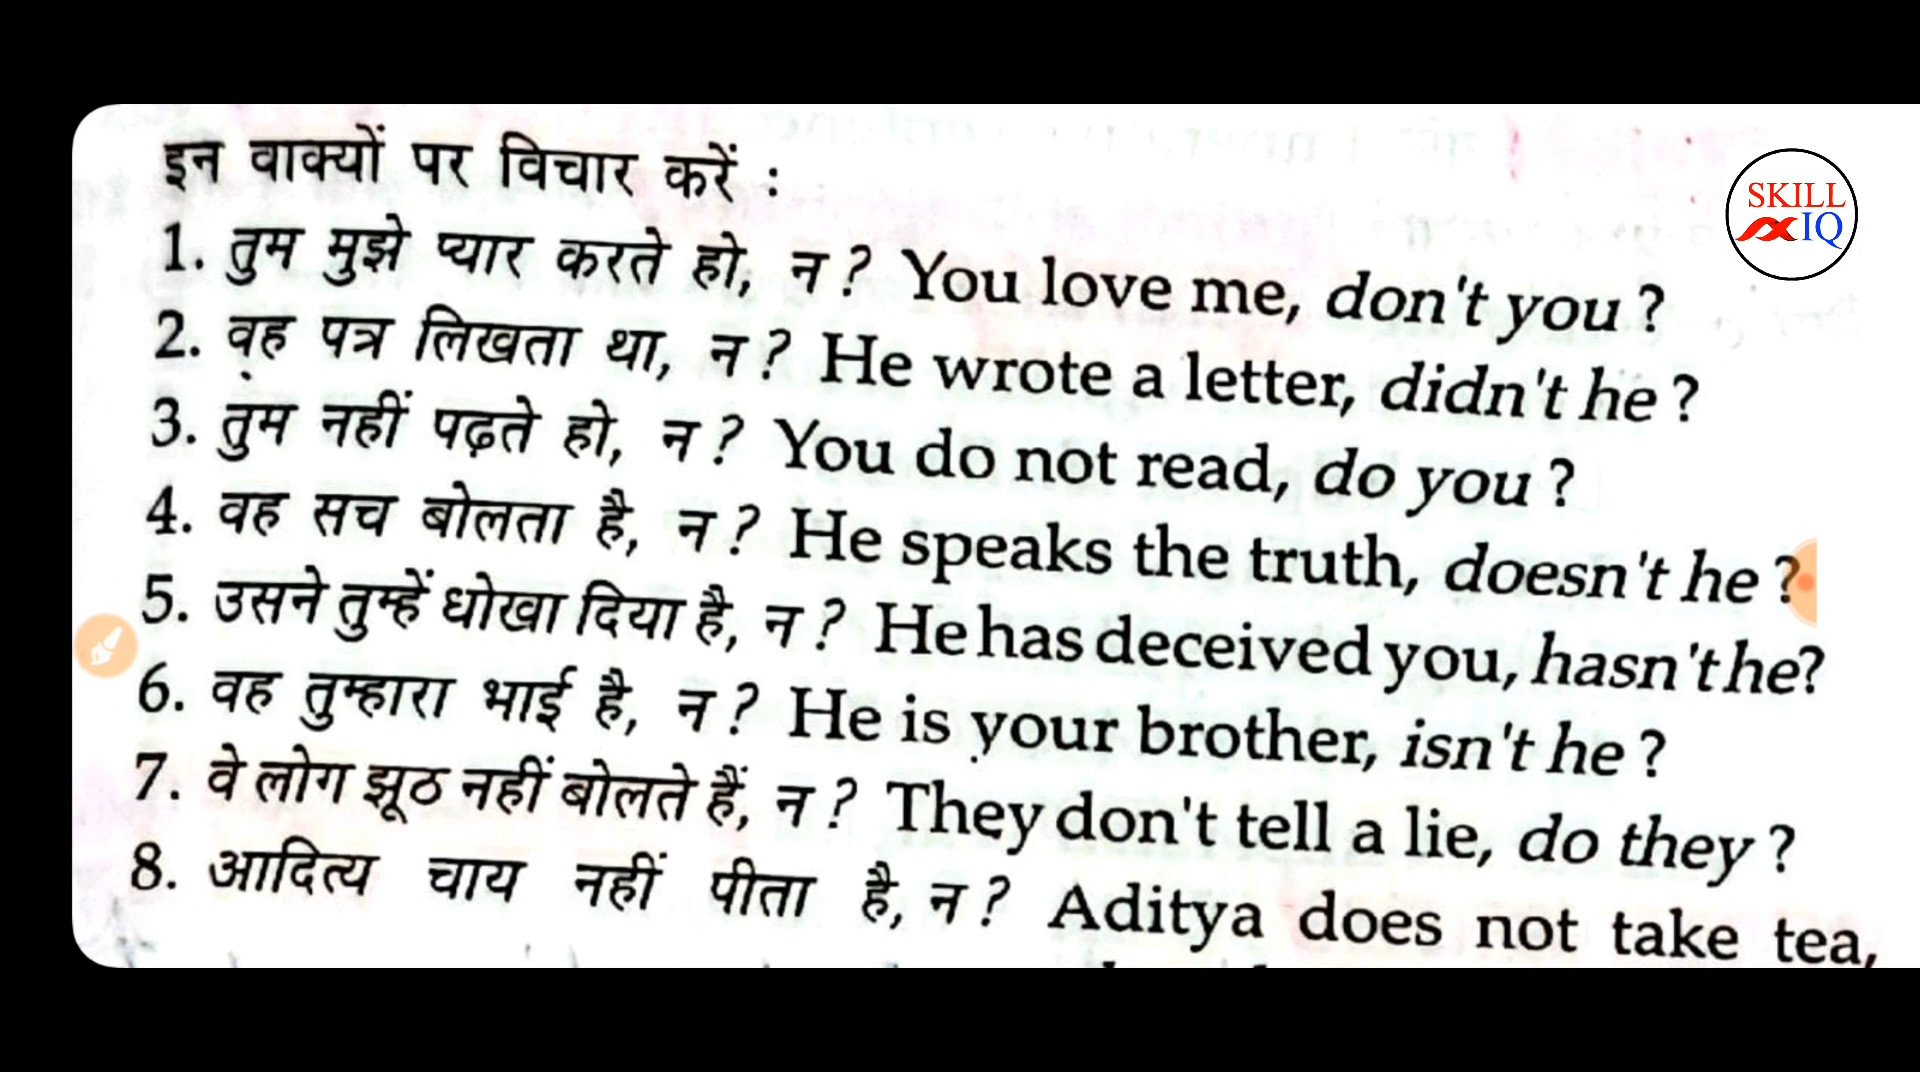 इन वाक्यों पर विचार करें :
SKILL
IQ
1. तुम मुझे प्यार करते हो, न ? You love me, don't you ?
2. वह पत्र लिखता था, न ? He wrote a letter, didn't he ?
3. तुम नहीं पढ़ते हो, न ? You do not read, do you ?
4. वह सच बोलता है, न ? He speaks the truth, doesn't he ?
5. उसने तुम्हें धोखा दिया है, न ? He has deceived you, hasn't he?
6. वह तुम्हारा भाई है, न ? He is your brother, isn't he ?
7. वे लोग झूठ नहीं बोलते हैं, न ? They don't tell a lie, do they ?
8. आदित्य चाय नहीं पीता है, न ? Aditya does not take tea,